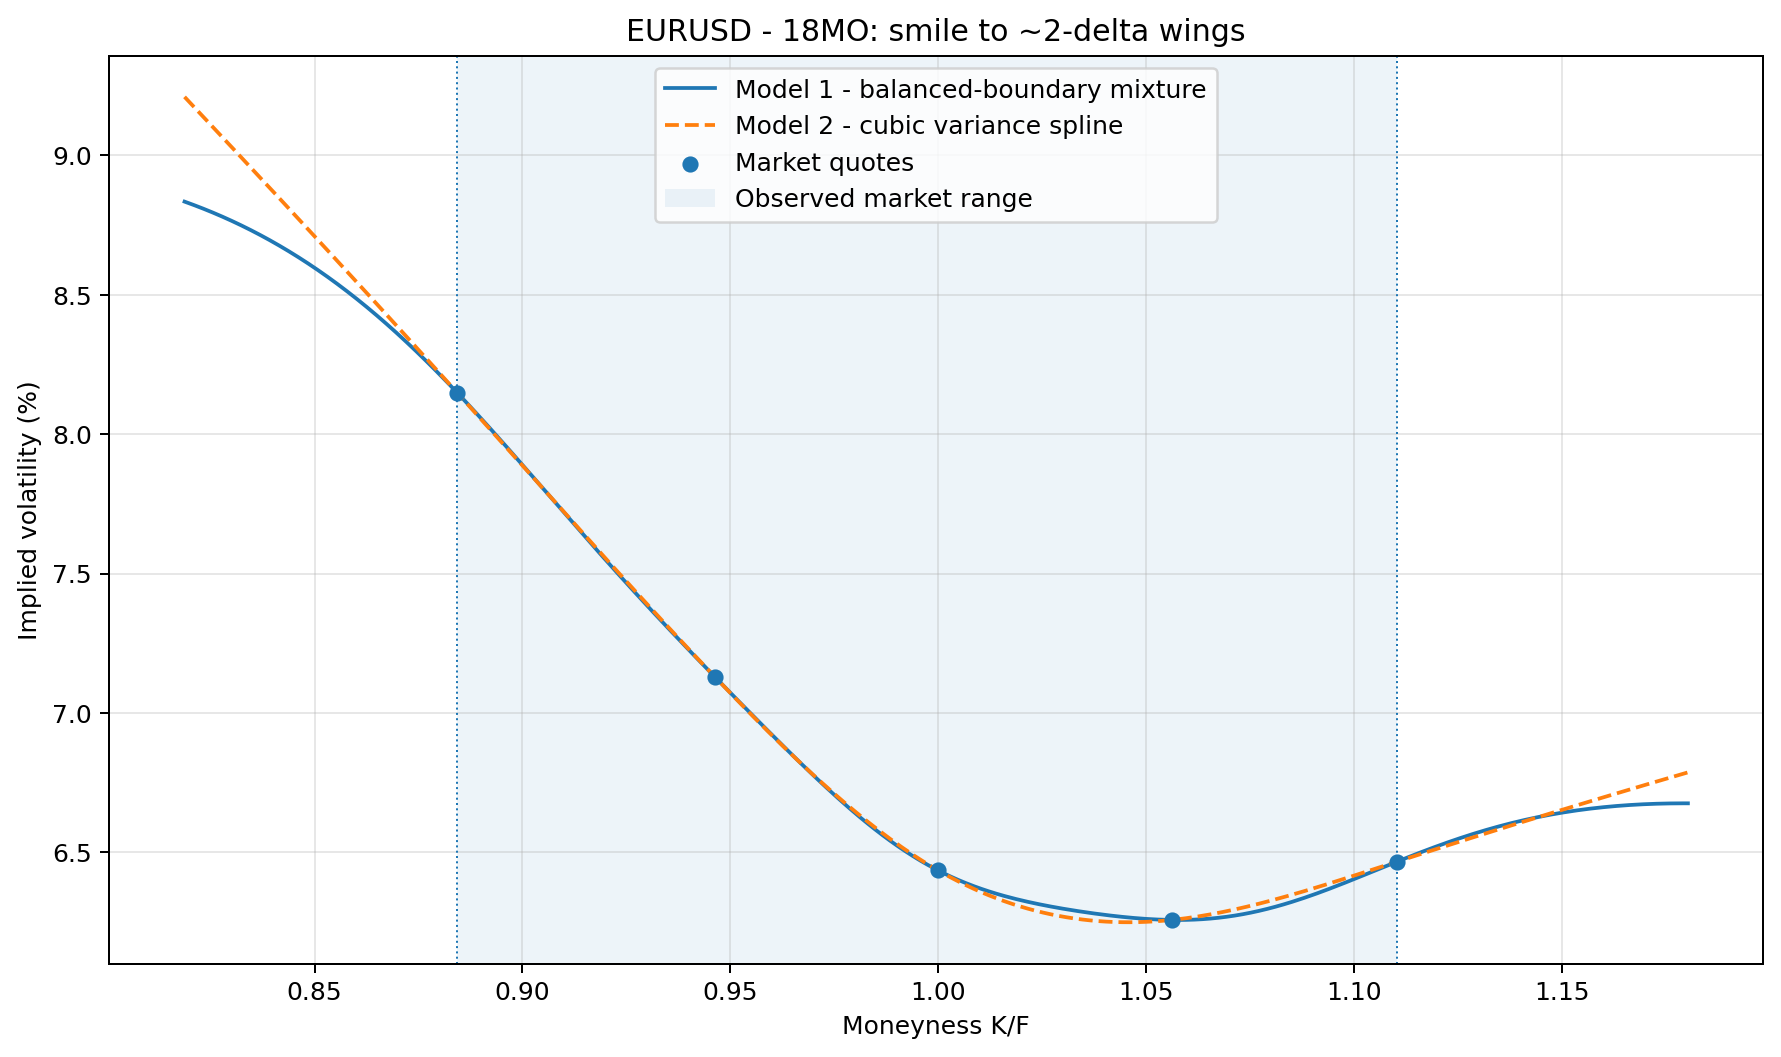 EURUSD - 18MO: smile to ~2-delta wings
Model 1 - balanced-boundary mixture
Model 2 - cubic variance spline
Market quotes
Observed market range
Implied volatility (%)
9.0
8.5
8.0
7.5
7.0
6.5
0.85 0.90 0.95 1.00 1.05 1.10 1.15
Moneyness K/F